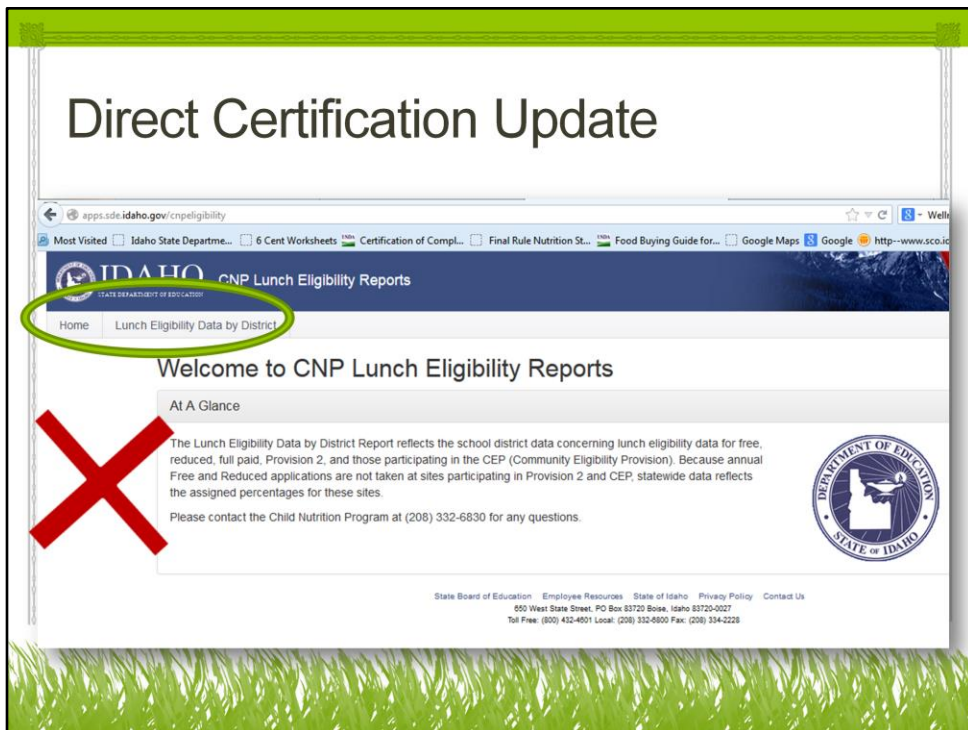 Direct Certification Update
apps.sde.idaho.gov/cnpeligibility
Most Visited Idaho State Departme... 6 Cent Worksheets Certification of Compl... Final Rule Nutrition St... Food Buying Guide for... Google Maps Google http--www.sco.ic
IDAHO CNP Lunch Eligibility Reports
STATE DEPARTMENT OF EDUCATION
Home Lunch Eligibility Data by District
Welcome to CNP Lunch Eligibility Reports
At A Glance
The Lunch Eligibility Data by District Report reflects the school district data concerning lunch eligibility data for free,
reduced, full paid, Provision 2, and those participating in the CEP (Community Eligibility Provision). Because annual
Free and Reduced applications are not taken at sites participating in Provision 2 and CEP, statewide data reflects
the assigned percentages for these sites.
Please contact the Child Nutrition Program at (208) 332-6830 for any questions.
DEPARTMENT OF EDUCATION
STATE OF IDAHO
State Board of Education Employee Resources State of Idaho Privacy Policy Contact Us
650 West State Street, PO Box 83720 Boise, Idaho 83720-0027
Toll Free: (800) 432-4601 Local: (208) 332-6800 Fax: (208) 334-2228